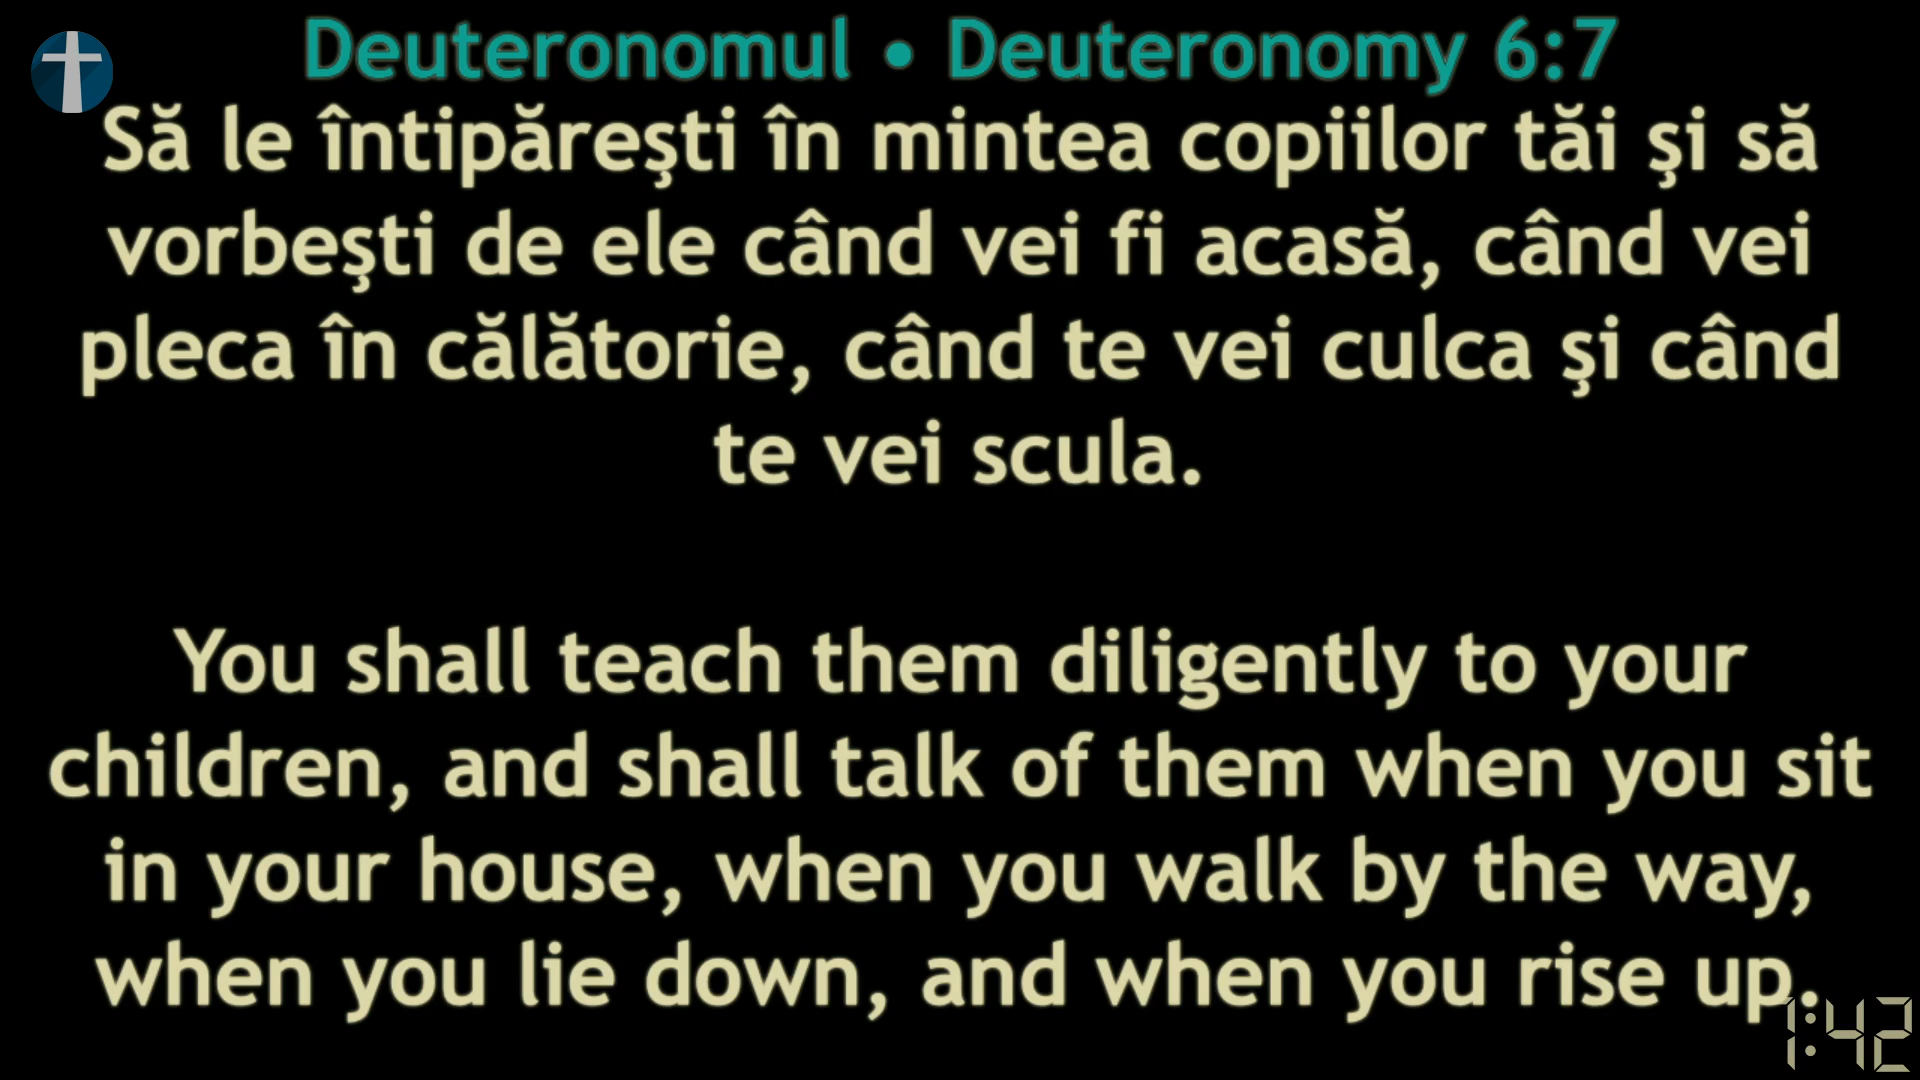 Deuteronomul • Deuteronomy 6:7
Să le întipăreşti în mintea copiilor tăi şi să
vorbeşti de ele când vei fi acasă, când vei
pleca în călătorie, când te vei culca şi când
te vei scula.
You shall teach them diligently to your
children, and shall talk of them when you sit
in your house, when you walk by the way,
when you lie down, and when you rise up.
1:42